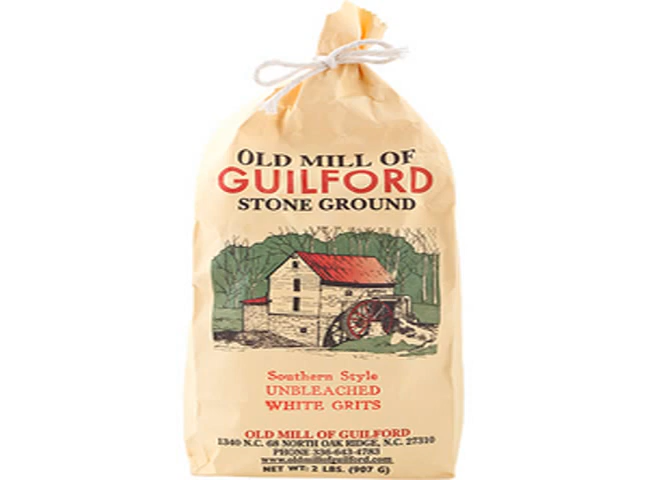 OLD MILL OF
GUILFORD
STONE GROUND
Southern Style
UNBLEACHED
WHITE GRITS
OLD MILL OF GUILFORD
1340 N.C. 68 NORTH OAK RIDGE, N.C. 27310
PHONE 336-643-4783
www.oldmillofguilford.com
NET WT: 2 LBS. (907 G)